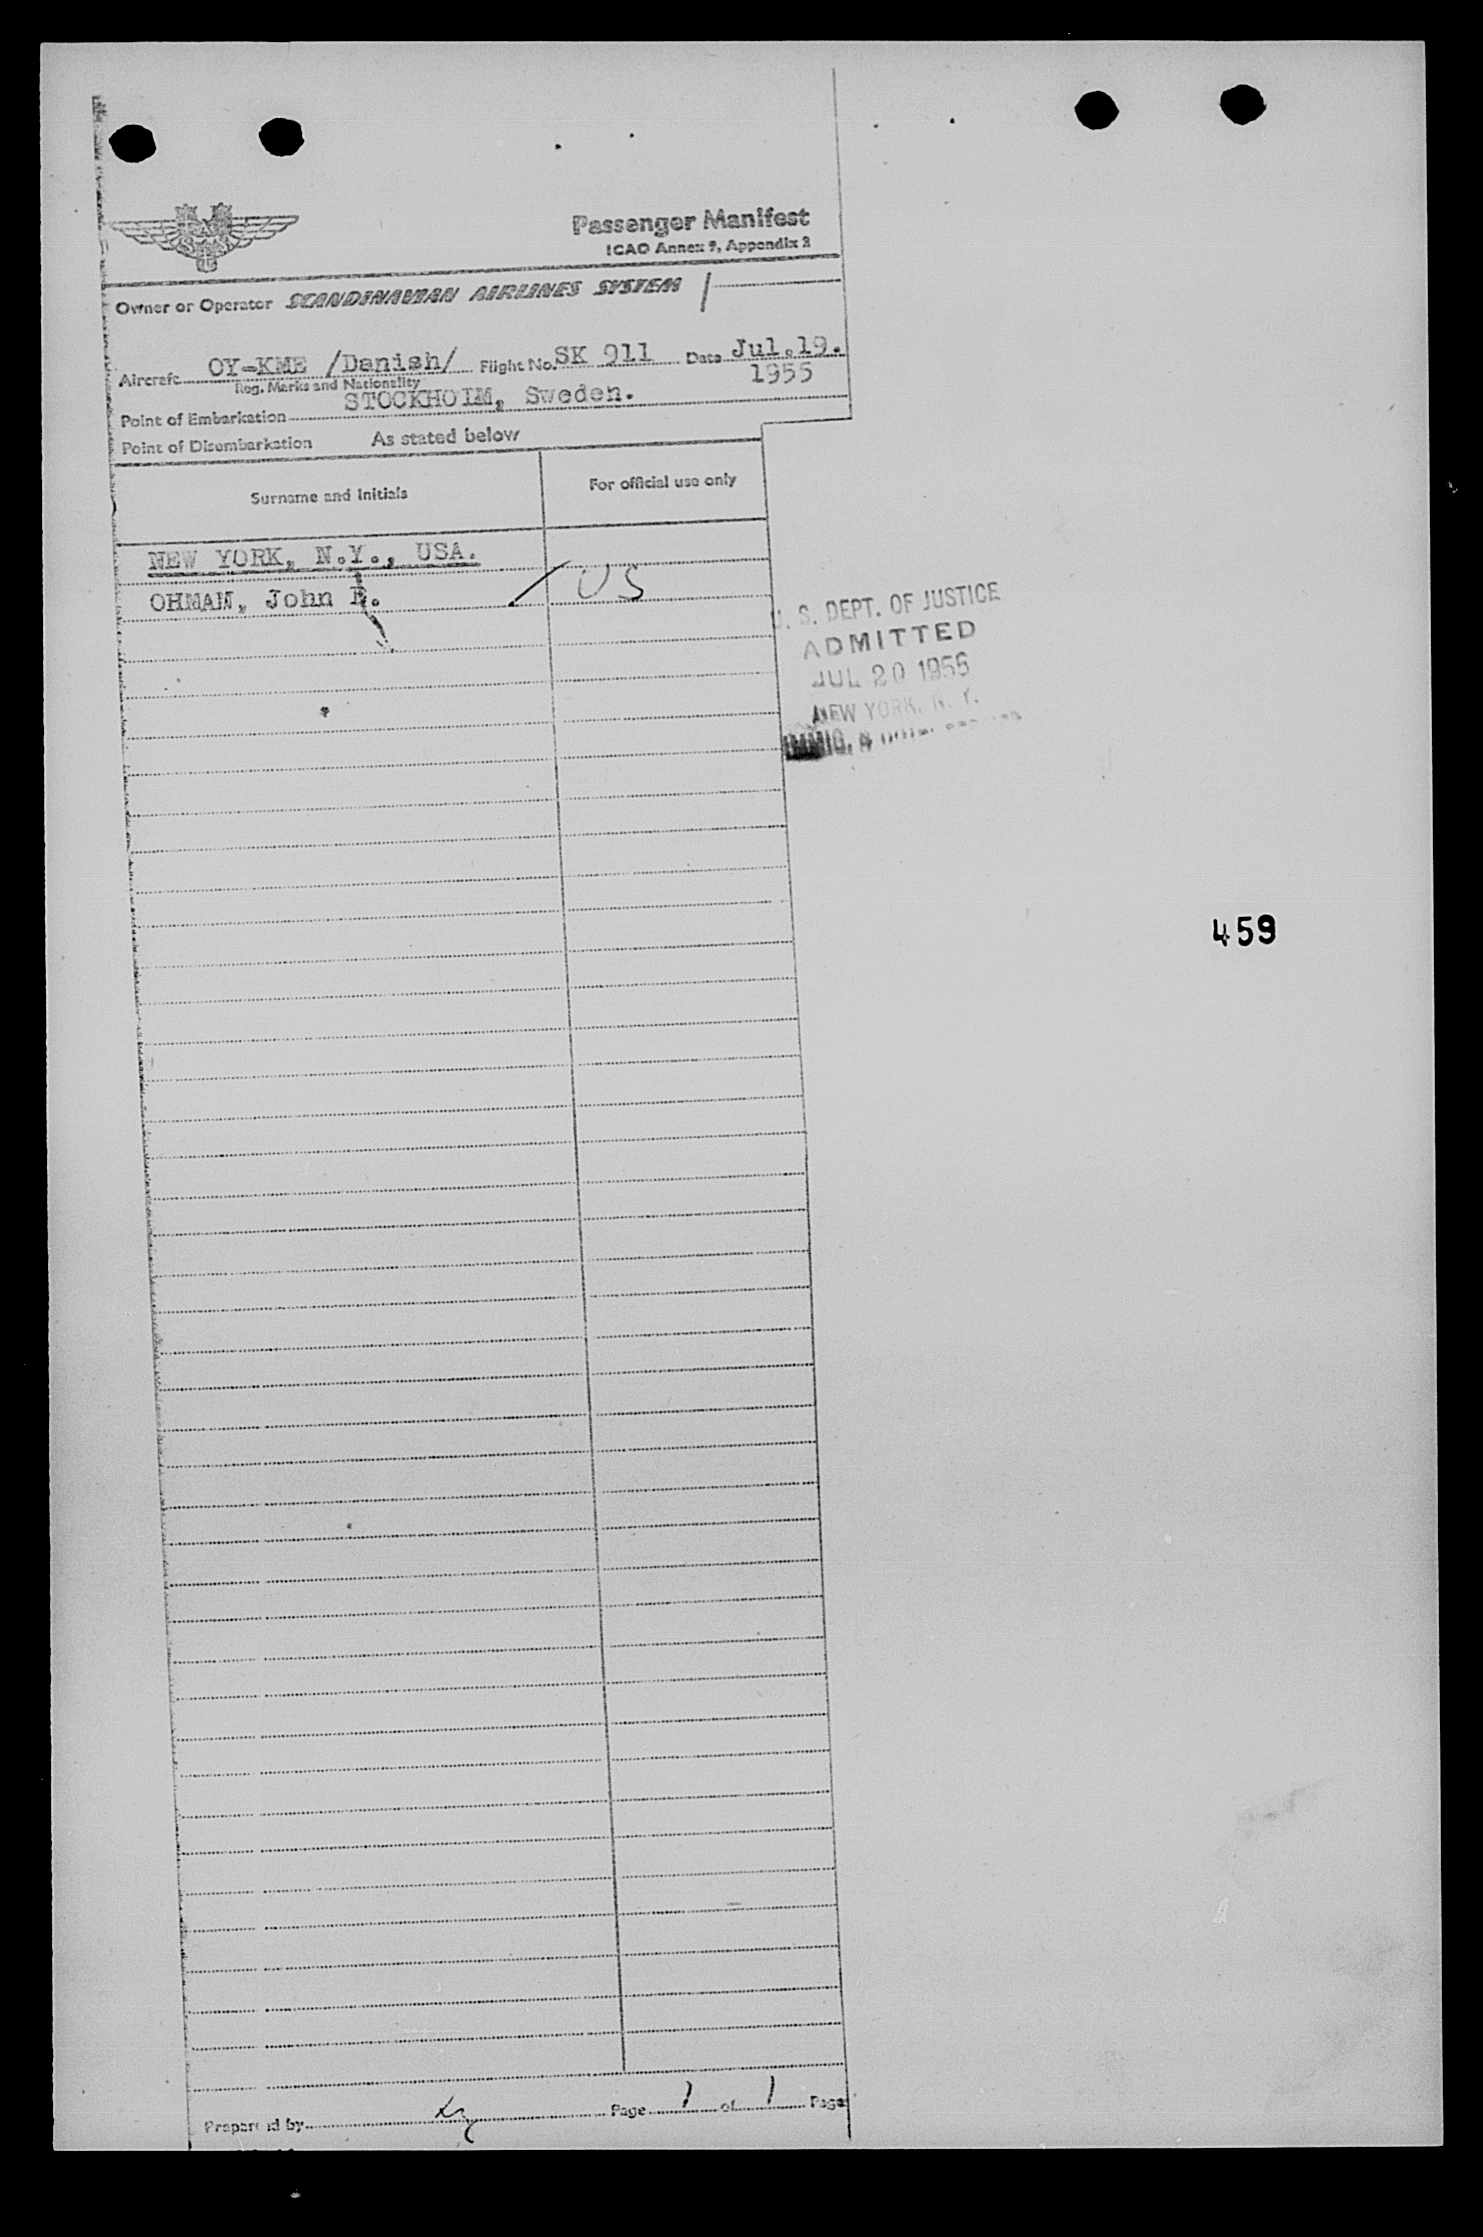 Passenger Manifest
ICAO Annex 9, Appendix 2
Owner or Operator SCANDINAVIAN AIRLINES SYSTEM
Aircraft OY-KME /Danish/ Flight No. SK 911 Date Jul.19.
Reg. Marks and Nationality 1955
Point of Embarkation STOCKHOLM, Sweden.
Point of Disembarkation As stated below
Surname and Initials For official use only
NEW YORK, N.Y., USA.
OHMAN, John / US
U. S. DEPT. OF JUSTICE
ADMITTED
JUL 20 1955
NEW YORK, N. Y.
IMMIG. &
459
Prepared by Page 1 of 1 Page